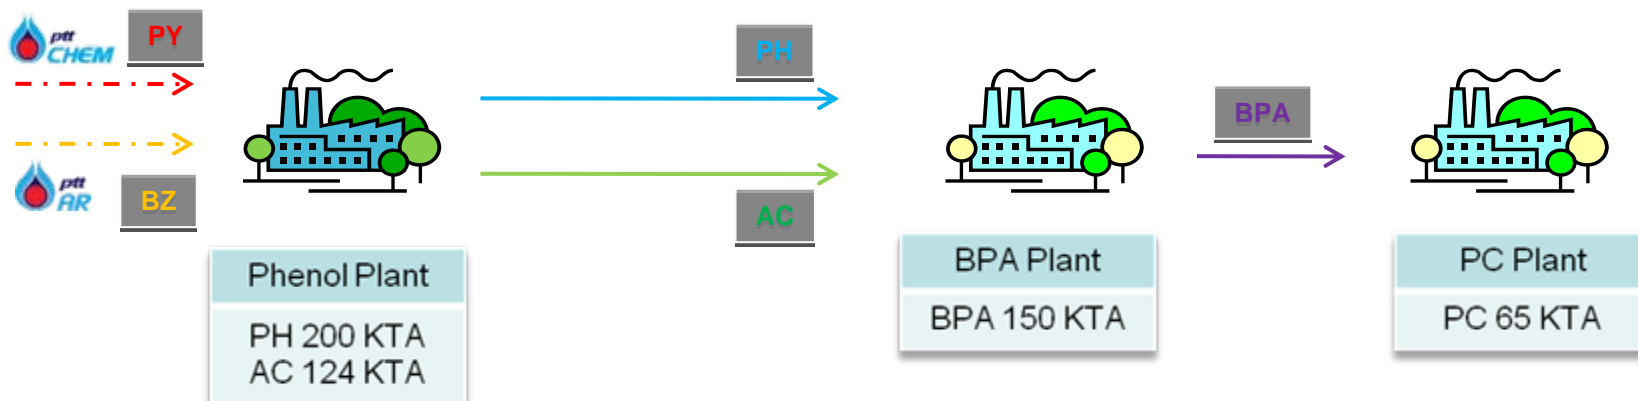 ptt
CHEM
PY
PH
BPA
ptt
AR
BZ
AC
Phenol Plant
PH 200 KTA
AC 124 KTA
BPA Plant
BPA 150 KTA
PC Plant
PC 65 KTA